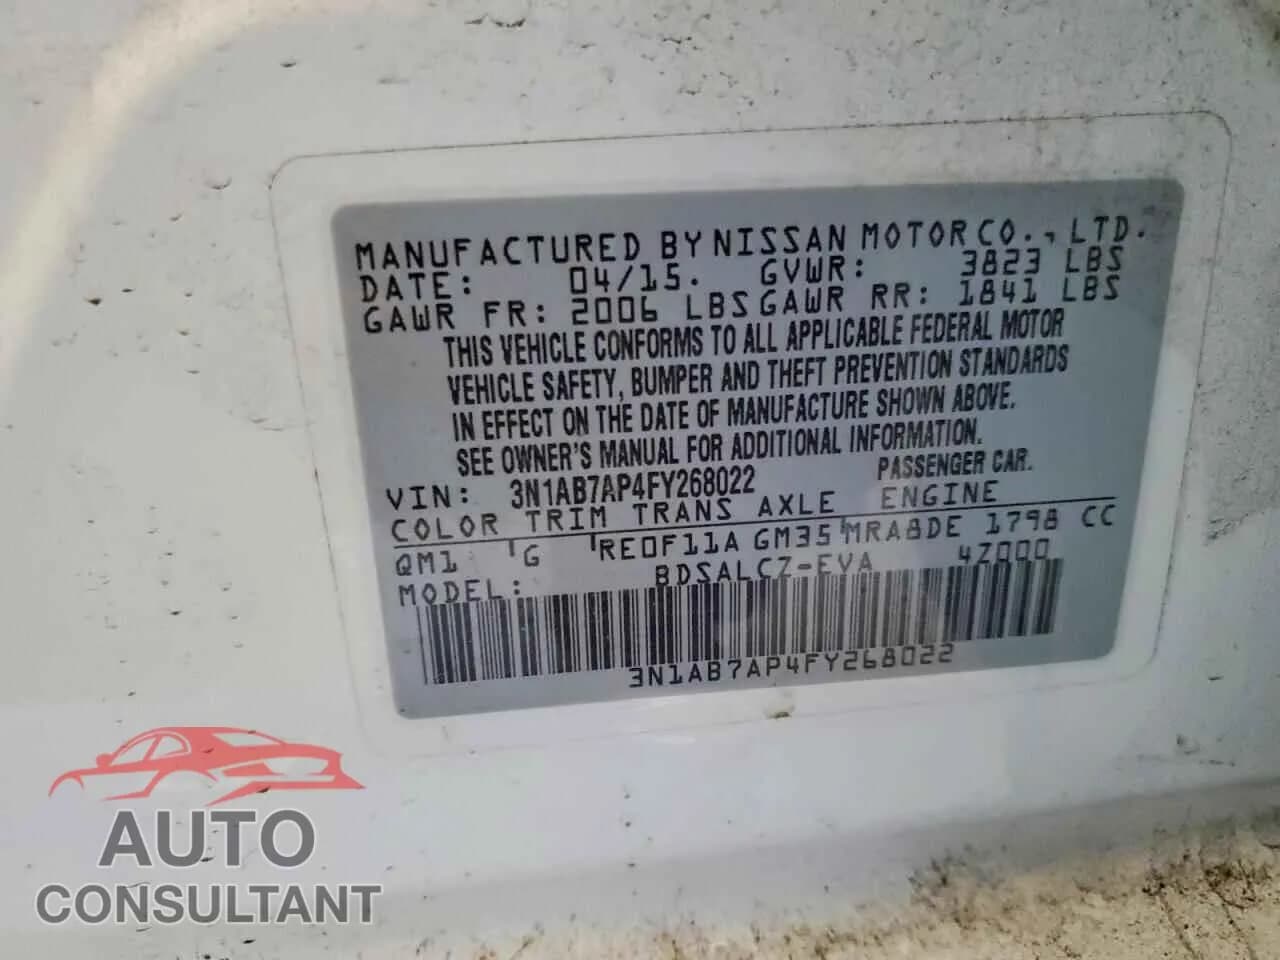 MANUFACTURED BY NISSAN MOTOR CO., LTD.
DATE: 04/15. GVWR: 3823 LBS
GAWR FR: 2006 LBS GAWR RR: 1841 LBS
THIS VEHICLE CONFORMS TO ALL APPLICABLE FEDERAL MOTOR
VEHICLE SAFETY, BUMPER AND THEFT PREVENTION STANDARDS
IN EFFECT ON THE DATE OF MANUFACTURE SHOWN ABOVE.
SEE OWNER'S MANUAL FOR ADDITIONAL INFORMATION.
VIN: 3N1AB7AP4FY268022 PASSENGER CAR.
COLOR TRIM TRANS AXLE ENGINE
QM1 G RE0F11A GM35 MRA8DE 1798 CC
MODEL: BDSALCZ-EVA 4Z000
3N1AB7AP4FY268022
AUTO
CONSULTANT